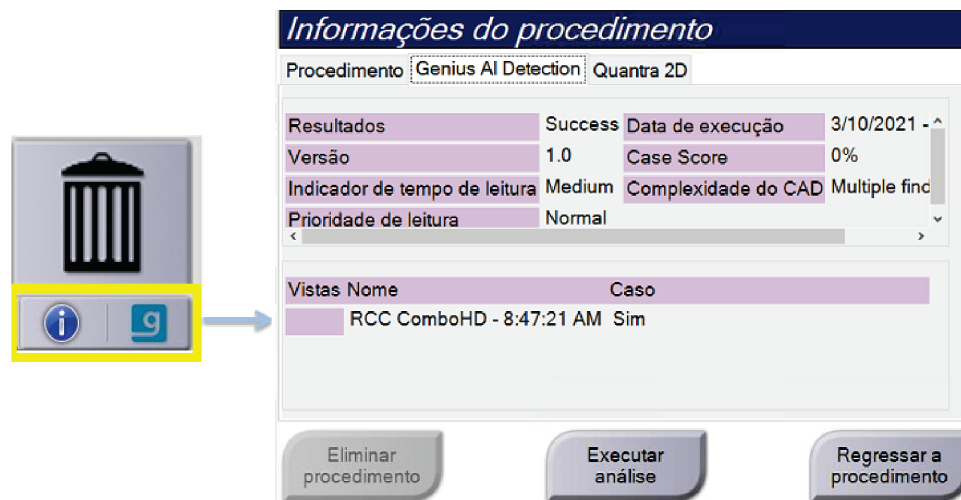 Informações do procedimento
Procedimento Genius AI Detection Quantra 2D
Resultados Success Data de execução 3/10/2021 -
Versão 1.0 Case Score 0%
Indicador de tempo de leitura Medium Complexidade do CAD Multiple find
Prioridade de leitura Normal
Vistas Nome Caso
RCC ComboHD - 8:47:21 AM Sim
i g
Eliminar procedimento
Executar análise
Regressar a procedimento